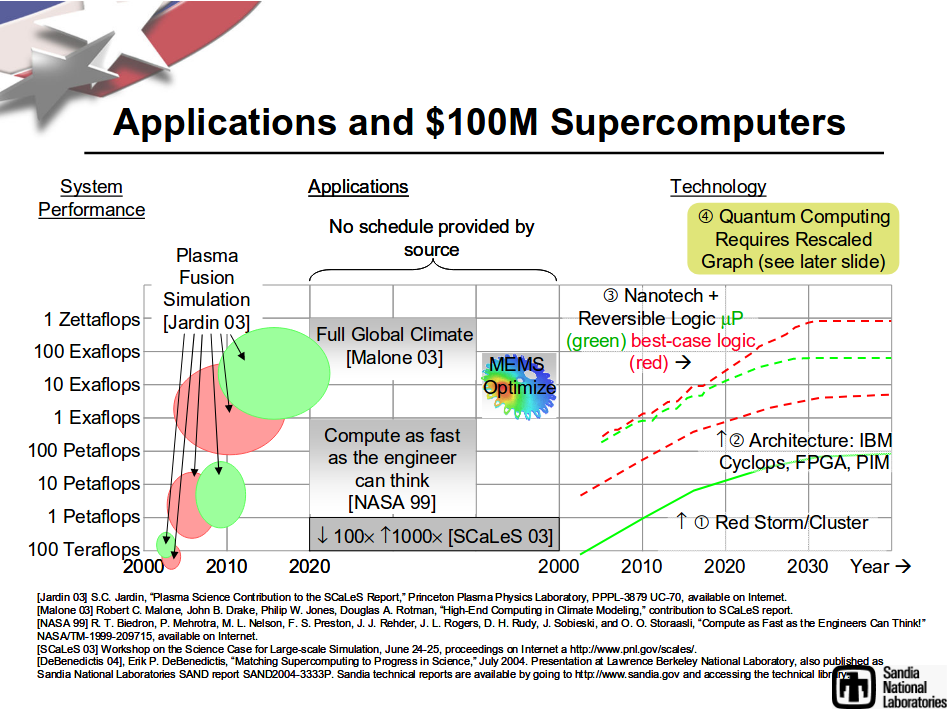 Applications and $100M Supercomputers
System
Performance
Applications
Technology
No schedule provided by
source
④ Quantum Computing
Requires Rescaled
Graph (see later slide)
Plasma
Fusion
Simulation
[Jardin 03]
③ Nanotech +
Reversible Logic μP
(green) best-case logic
(red) →
1 Zettaflops
100 Exaflops
10 Exaflops
1 Exaflops
100 Petaflops
10 Petaflops
1 Petaflops
100 Teraflops
Full Global Climate
[Malone 03]
MEMS
Optimize
Compute as fast
as the engineer
can think
[NASA 99]
↓ 100× ↑1000× [SCaLeS 03]
↑② Architecture: IBM
Cyclops, FPGA, PIM
↑ ① Red Storm/Cluster
2000 2010 2020 2000 2010 2020 2030 Year →
[Jardin 03] S.C. Jardin, “Plasma Science Contribution to the SCaLeS Report,” Princeton Plasma Physics Laboratory, PPPL-3879 UC-70, available on Internet.
[Malone 03] Robert C. Malone, John B. Drake, Philip W. Jones, Douglas A. Rotman, “High-End Computing in Climate Modeling,” contribution to SCaLeS report.
[NASA 99] R. T. Biedron, P. Mehrotra, M. L. Nelson, F. S. Preston, J. J. Rehder, J. L. Rogers, D. H. Rudy, J. Sobieski, and O. O. Storaasli, “Compute as Fast as the Engineers Can Think!”
NASA/TM-1999-209715, available on Internet.
[SCaLeS 03] Workshop on the Science Case for Large-scale Simulation, June 24-25, proceedings on Internet a http://www.pnl.gov/scales/.
[DeBenedictis 04], Erik P. DeBenedictis, “Matching Supercomputing to Progress in Science,” July 2004. Presentation at Lawrence Berkeley National Laboratory, also published as
Sandia National Laboratories SAND report SAND2004-3333P. Sandia technical reports are available by going to http://www.sandia.gov and accessing the technical library.
Sandia
National
Laboratories